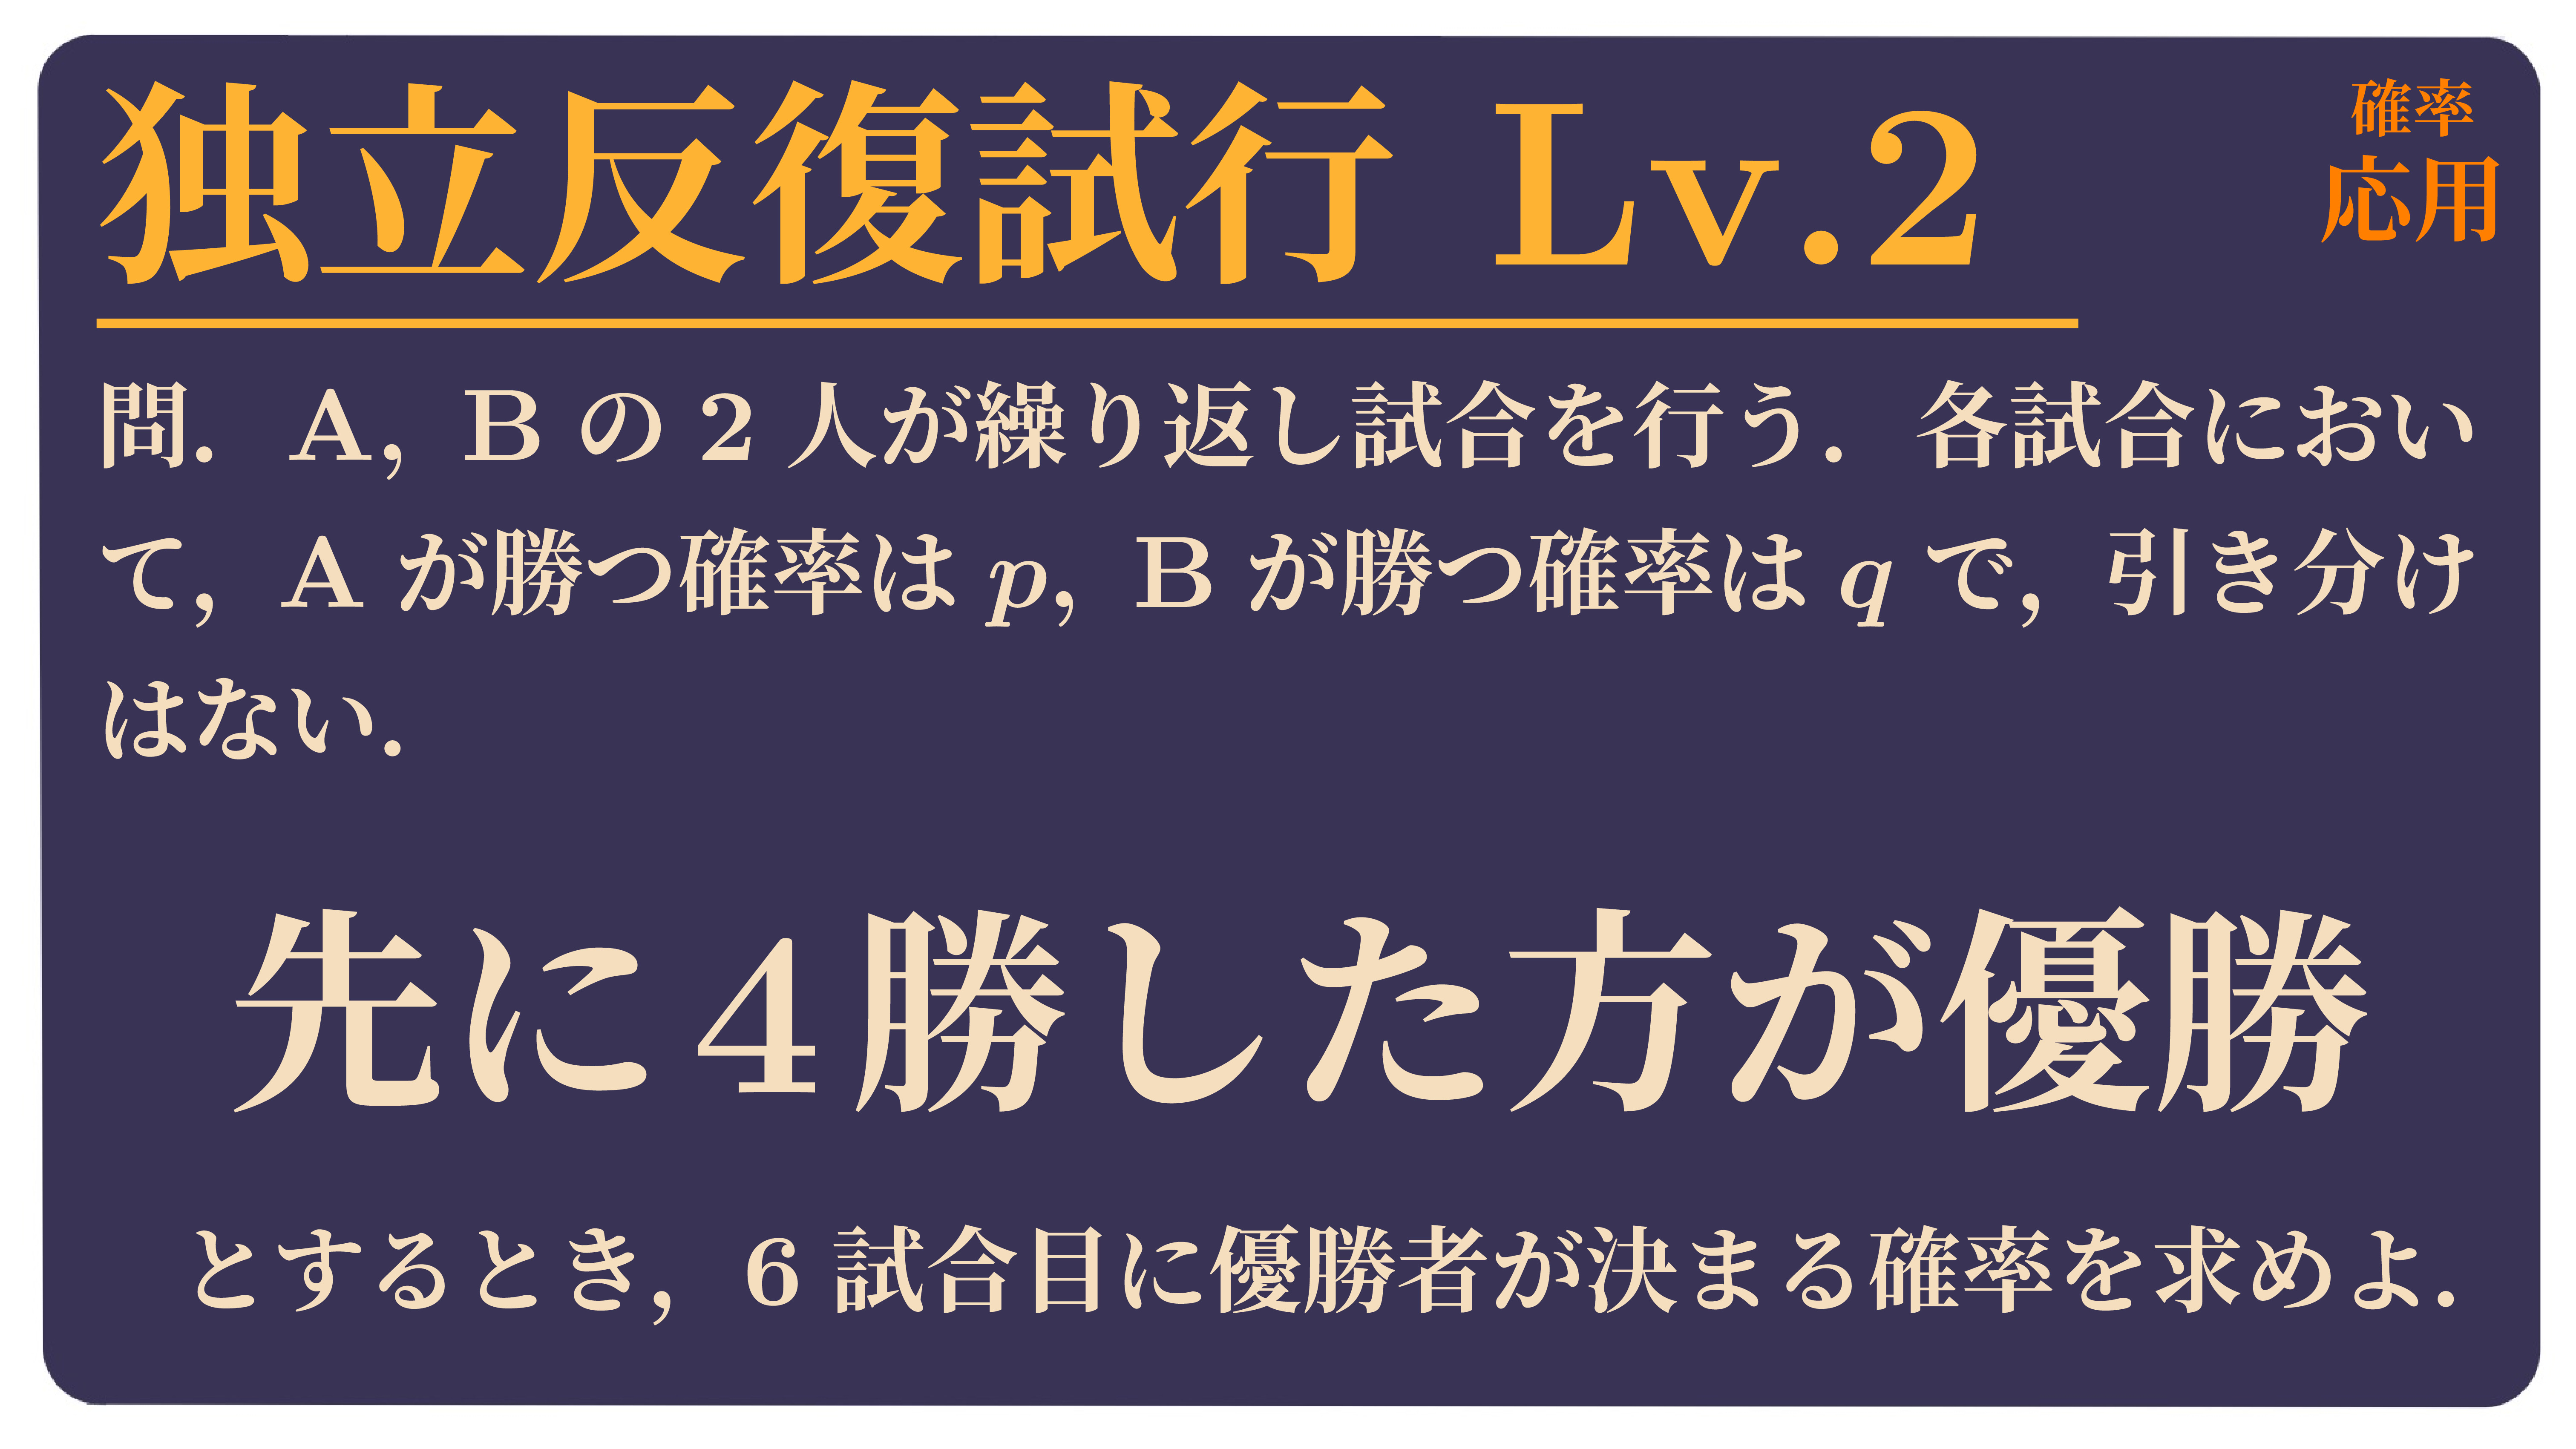 独立反復試行 Lv.2
確率
応用
問. A, B の 2 人が繰り返し試合を行う. 各試合におい
て, A が勝つ確率は p, B が勝つ確率は q で, 引き分け
はない.
先に4勝した方が優勝
とするとき, 6 試合目に優勝者が決まる確率を求めよ.